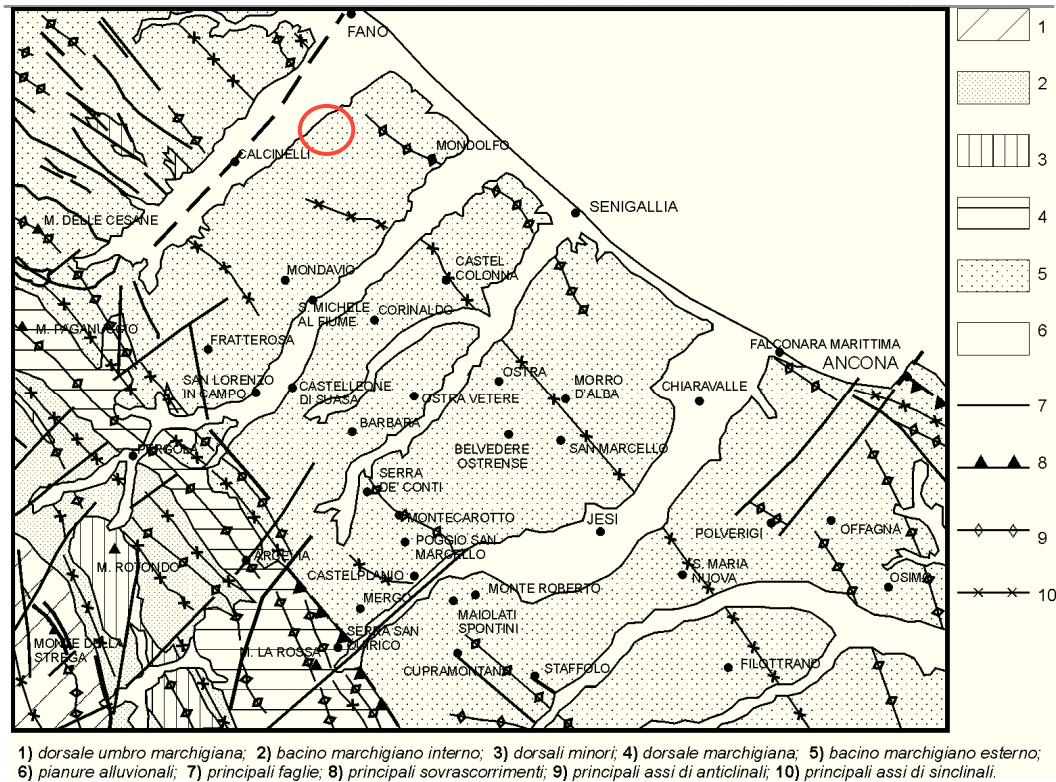 FANO
1
2
CALCINELLI
MONDOLFO
3
SENIGALLIA
4
M. DELLE CESANE
MONDAVIO
CASTEL
COLONNA
5
S. MICHELE
AL FIUME
CORINALDO
M. PAGANUCCIO
FRATTEROSA
6
FALCONARA MARITTIMA
ANCONA
SAN LORENZO
IN CAMPO
CASTELLEONE
DI SUASA
OSTRA VETERE
OSTRA
MORRO
D'ALBA
CHIARAVALLE
7
BARBARA
PERGOLA
BELVEDERE
OSTRENSE
SAN MARCELLO
8
SERRA
DE' CONTI
MONTECAROTTO
JESI
POLVERIGI
OFFAGNA
9
POGGIO SAN
MARCELLO
ARCEVIA
M. ROTONDO
CASTELPLANIO
S. MARIA
NUOVA
OSIMO
10
MERGO
MONTE ROBERTO
MAIOLATI
SPONTINI
SERRA SAN
QUIRICO
MONTE DELLA
STREGA
M. LA ROSSA
CUPRAMONTANA
STAFFOLO
FILOTTRANO
1) dorsale umbro marchigiana; 2) bacino marchigiano interno; 3) dorsali minori; 4) dorsale marchigiana; 5) bacino marchigiano esterno;
6) pianure alluvionali; 7) principali faglie; 8) principali sovrascorrimenti; 9) principali assi di anticlinali; 10) principali assi di sinclinali.